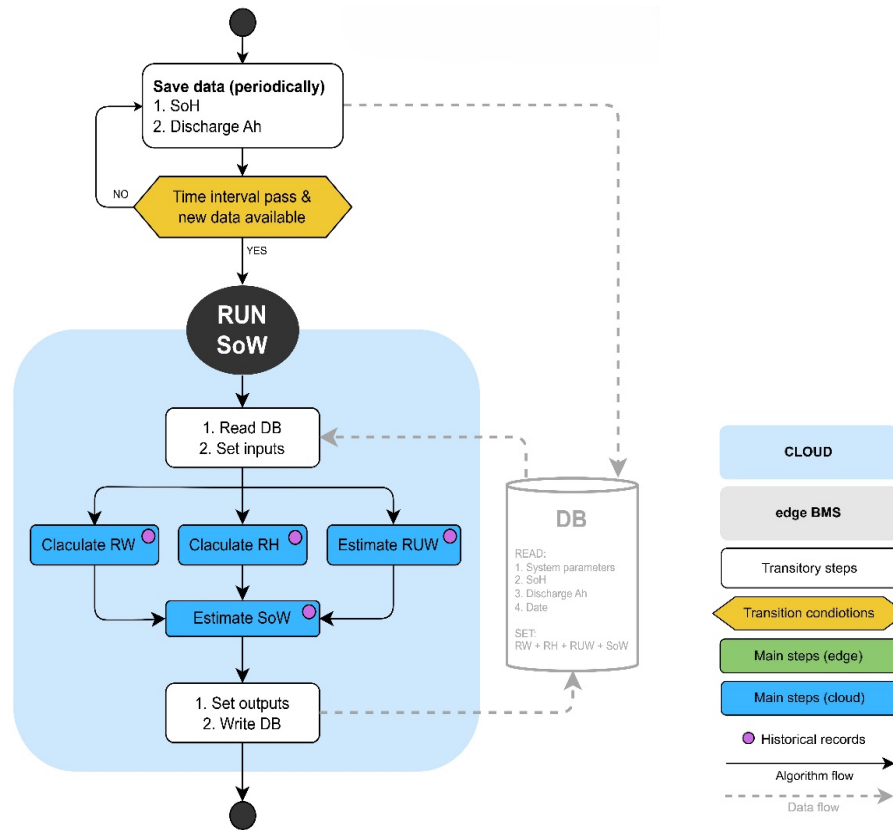 Save data (periodically)
1. SoH
2. Discharge Ah
NO
Time interval pass &
new data available
YES
RUN
SoW
1. Read DB
2. Set inputs
Claculate RW
Claculate RH
Estimate RUW
Estimate SoW
1. Set outputs
2. Write DB
DB
READ:
1. System parameters
2. SoH
3. Discharge Ah
4. Date
SET:
RW + RH + RUW + SoW
CLOUD
edge BMS
Transitory steps
Transition condiotions
Main steps (edge)
Main steps (cloud)
Historical records
Algorithm flow
Data flow